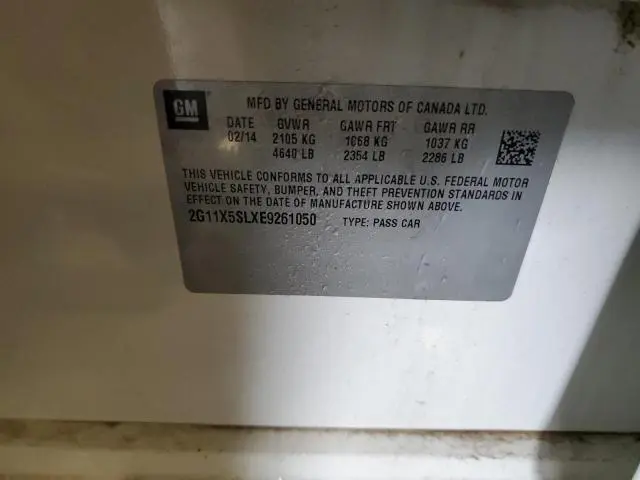 GM
MFD BY GENERAL MOTORS OF CANADA LTD.
DATE GVWR GAWR FRT GAWR RR
02/14 2105 KG 1068 KG 1037 KG
4640 LB 2354 LB 2286 LB
THIS VEHICLE CONFORMS TO ALL APPLICABLE U.S. FEDERAL MOTOR
VEHICLE SAFETY, BUMPER, AND THEFT PREVENTION STANDARDS IN
EFFECT ON THE DATE OF MANUFACTURE SHOWN ABOVE.
2G11X5SLXE9261050 TYPE: PASS CAR